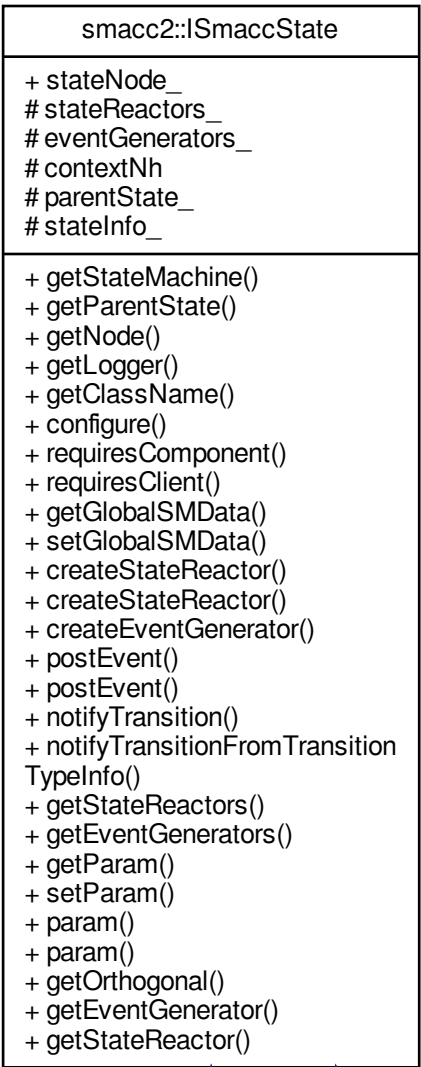 smacc2::ISmaccState
+ stateNode_
# stateReactors_
# eventGenerators_
# contextNh
# parentState_
# stateInfo_
+ getStateMachine()
+ getParentState()
+ getNode()
+ getLogger()
+ getClassName()
+ configure()
+ requiresComponent()
+ requiresClient()
+ getGlobalSMData()
+ setGlobalSMData()
+ createStateReactor()
+ createStateReactor()
+ createEventGenerator()
+ postEvent()
+ postEvent()
+ notifyTransition()
+ notifyTransitionFromTransition
TypeInfo()
+ getStateReactors()
+ getEventGenerators()
+ getParam()
+ setParam()
+ param()
+ param()
+ getOrthogonal()
+ getEventGenerator()
+ getStateReactor()